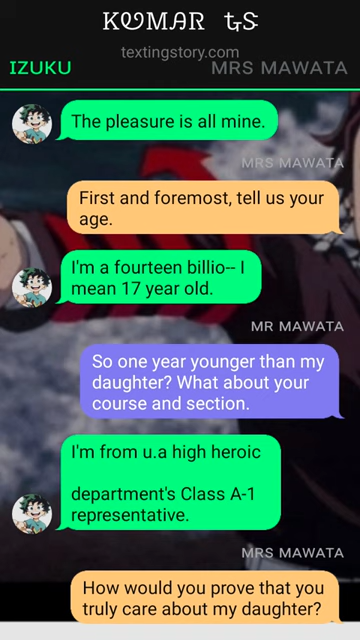 KUMAR ២S
textingstory.com
IZUKU
MRS MAWATA
The pleasure is all mine.
MRS MAWATA
First and foremost, tell us your
age.
I'm a fourteen billio-- I
mean 17 year old.
MR MAWATA
So one year younger than my
daughter? What about your
course and section.
I'm from u.a high heroic
department's Class A-1
representative.
MRS MAWATA
How would you prove that you
truly care about my daughter?